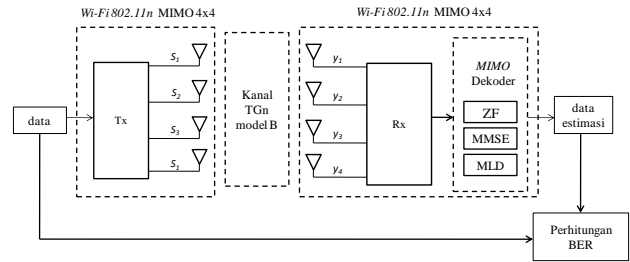 Wi-Fi 802.11n MIMO 4x4
Wi-Fi 802.11n MIMO 4x4
data
Tx
S1
S2
S3
S1
Kanal
TGn
model B
y1
y2
y3
y4
Rx
MIMO
Dekoder
ZF
MMSE
MLD
data
estimasi
Perhitungan
BER